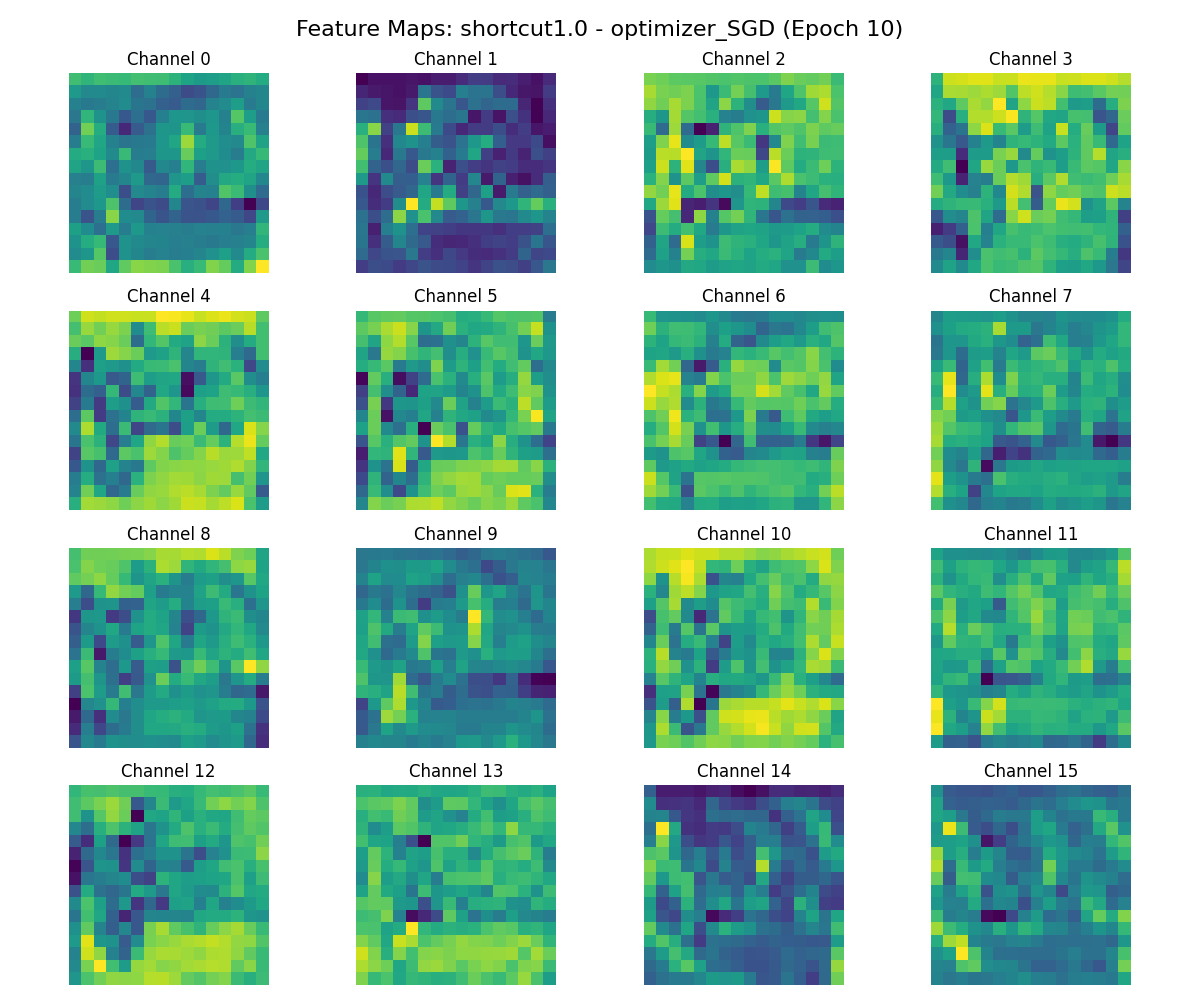 Feature Maps: shortcut1.0 - optimizer_SGD (Epoch 10)
Channel 0
Channel 1
Channel 2
Channel 3
Channel 4
Channel 5
Channel 6
Channel 7
Channel 8
Channel 9
Channel 10
Channel 11
Channel 12
Channel 13
Channel 14
Channel 15